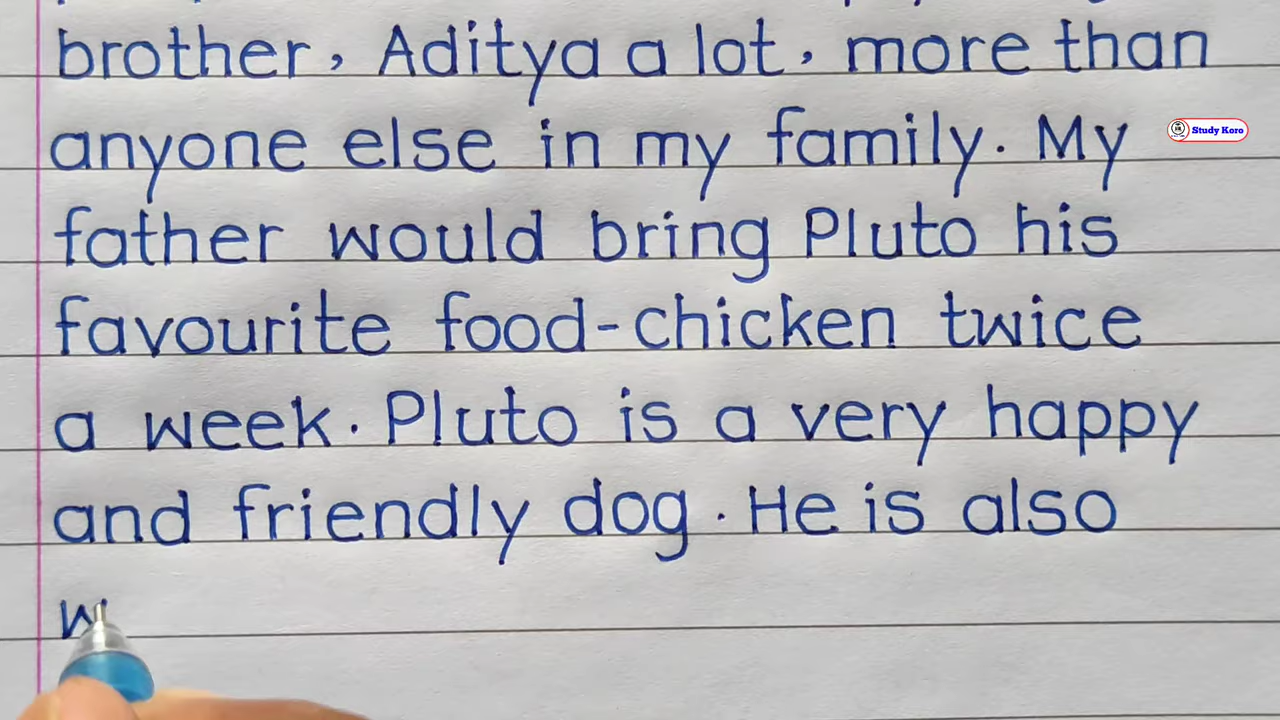 brother, Aditya a lot, more than
anyone else in my family. My
Study Koro
father would bring Pluto his
favourite food-chicken twice
a week. Pluto is a very happy
and friendly dog. He is also
w